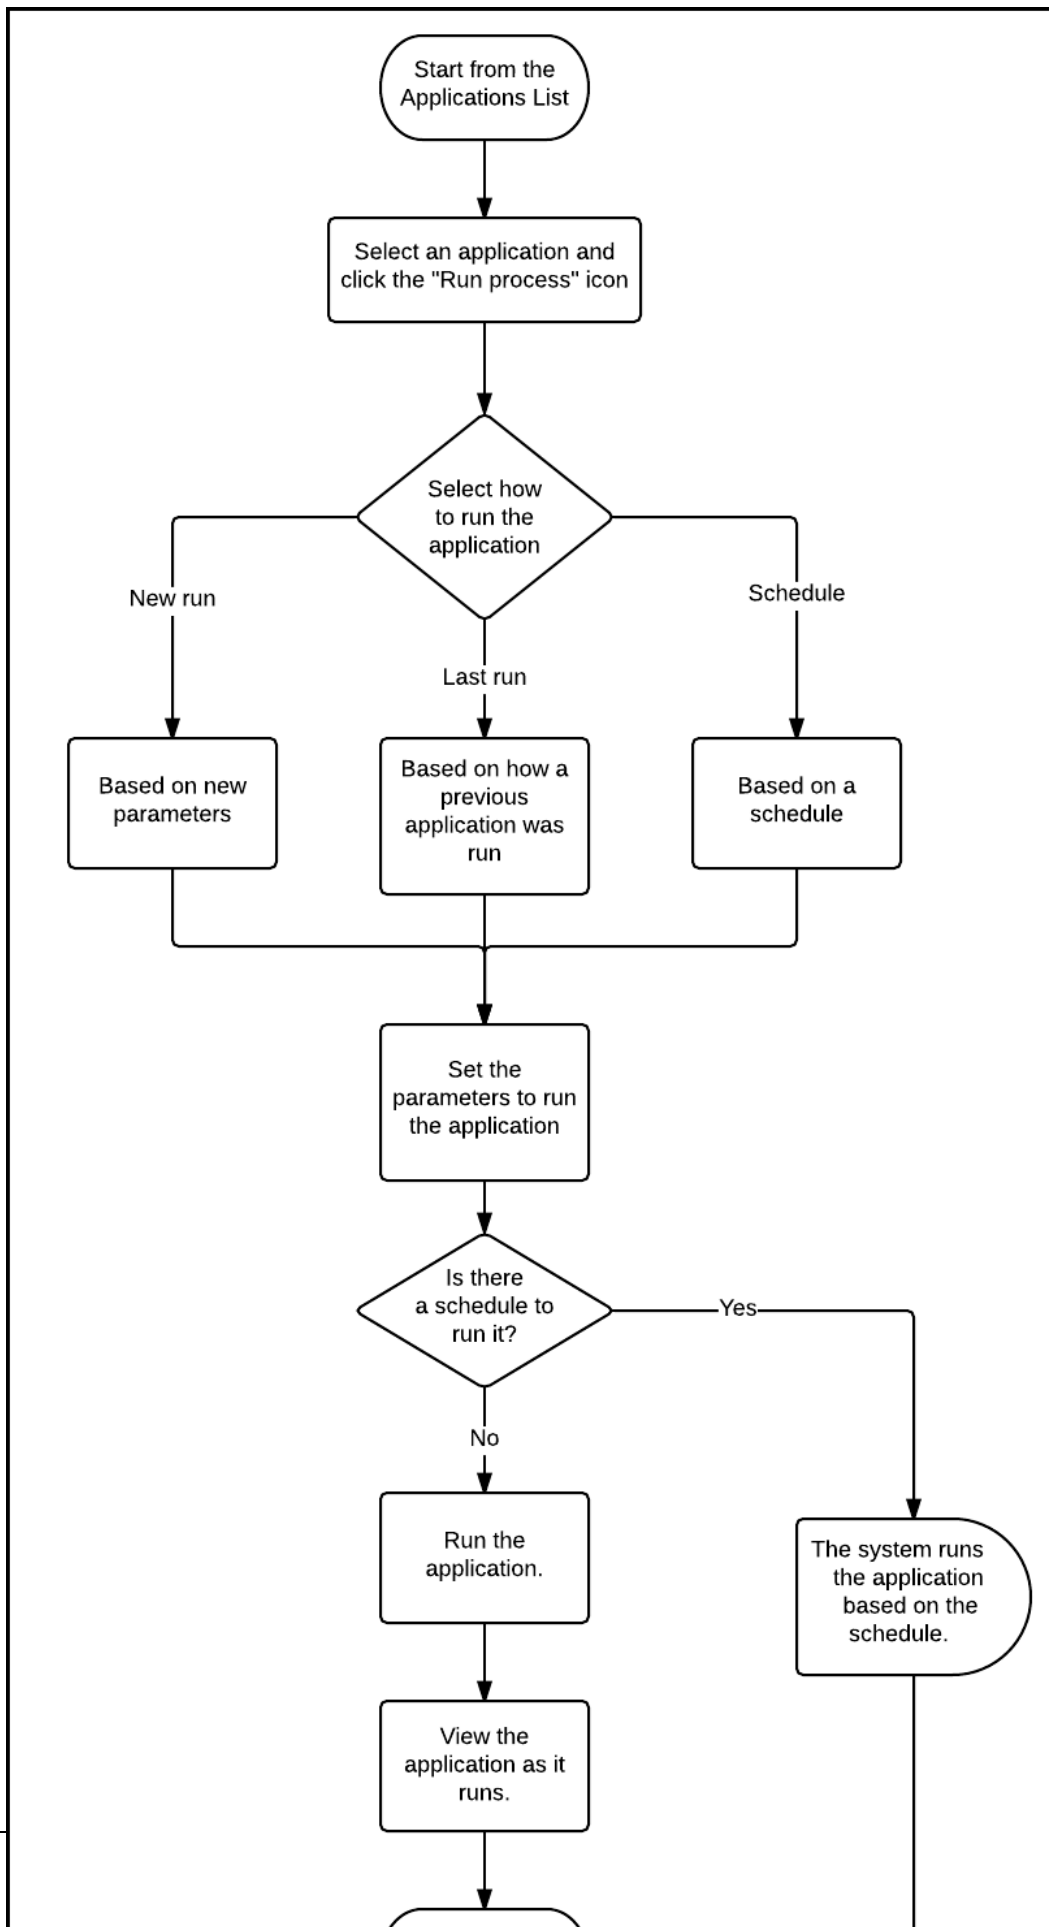 Start from the
Applications List
Select an application and
click the "Run process" icon
Select how
to run the
application
New run
Schedule
Last run
Based on new
parameters
Based on how a
previous
application was
run
Based on a
schedule
Set the
parameters to run
the application
Is there
a schedule to
run it?
Yes
No
Run the
application.
The system runs
the application
based on the
schedule.
View the
application as it
runs.